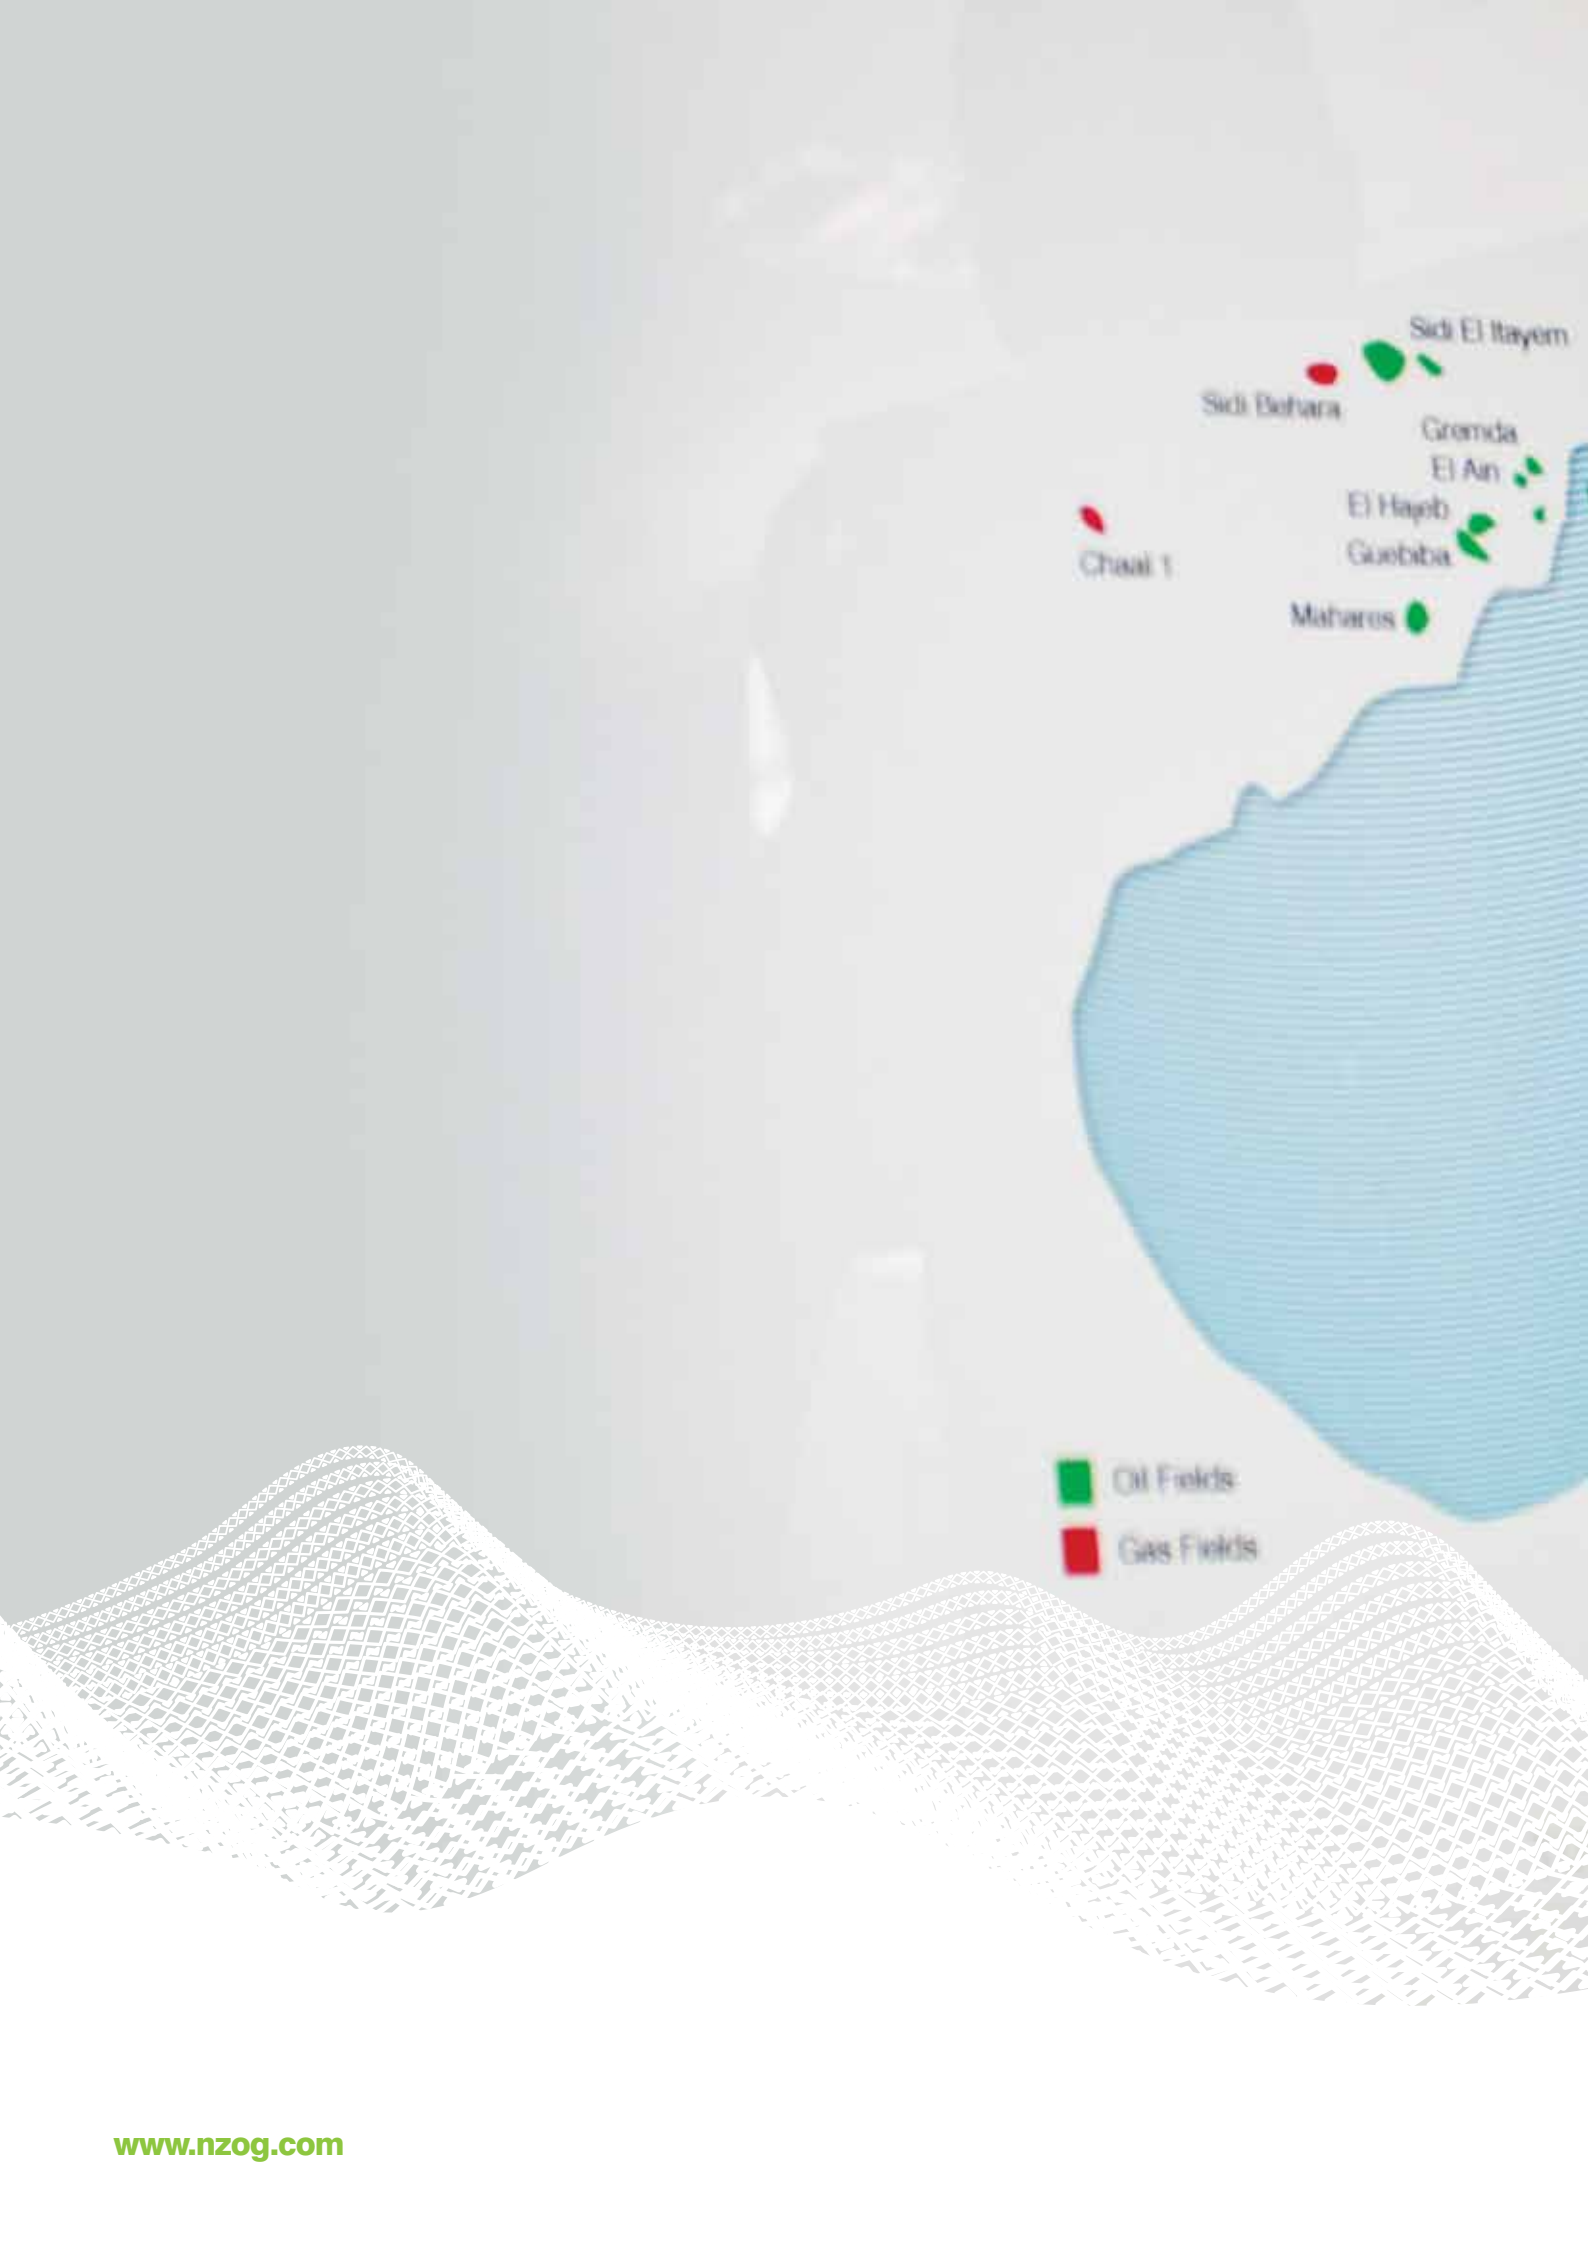 Sidi El Itayem
Sidi Behara
Gremda
El Ain
El Hajeb
Guebiba
Chaal 1
Mahares
Oil Fields
Gas Fields
www.nzog.com